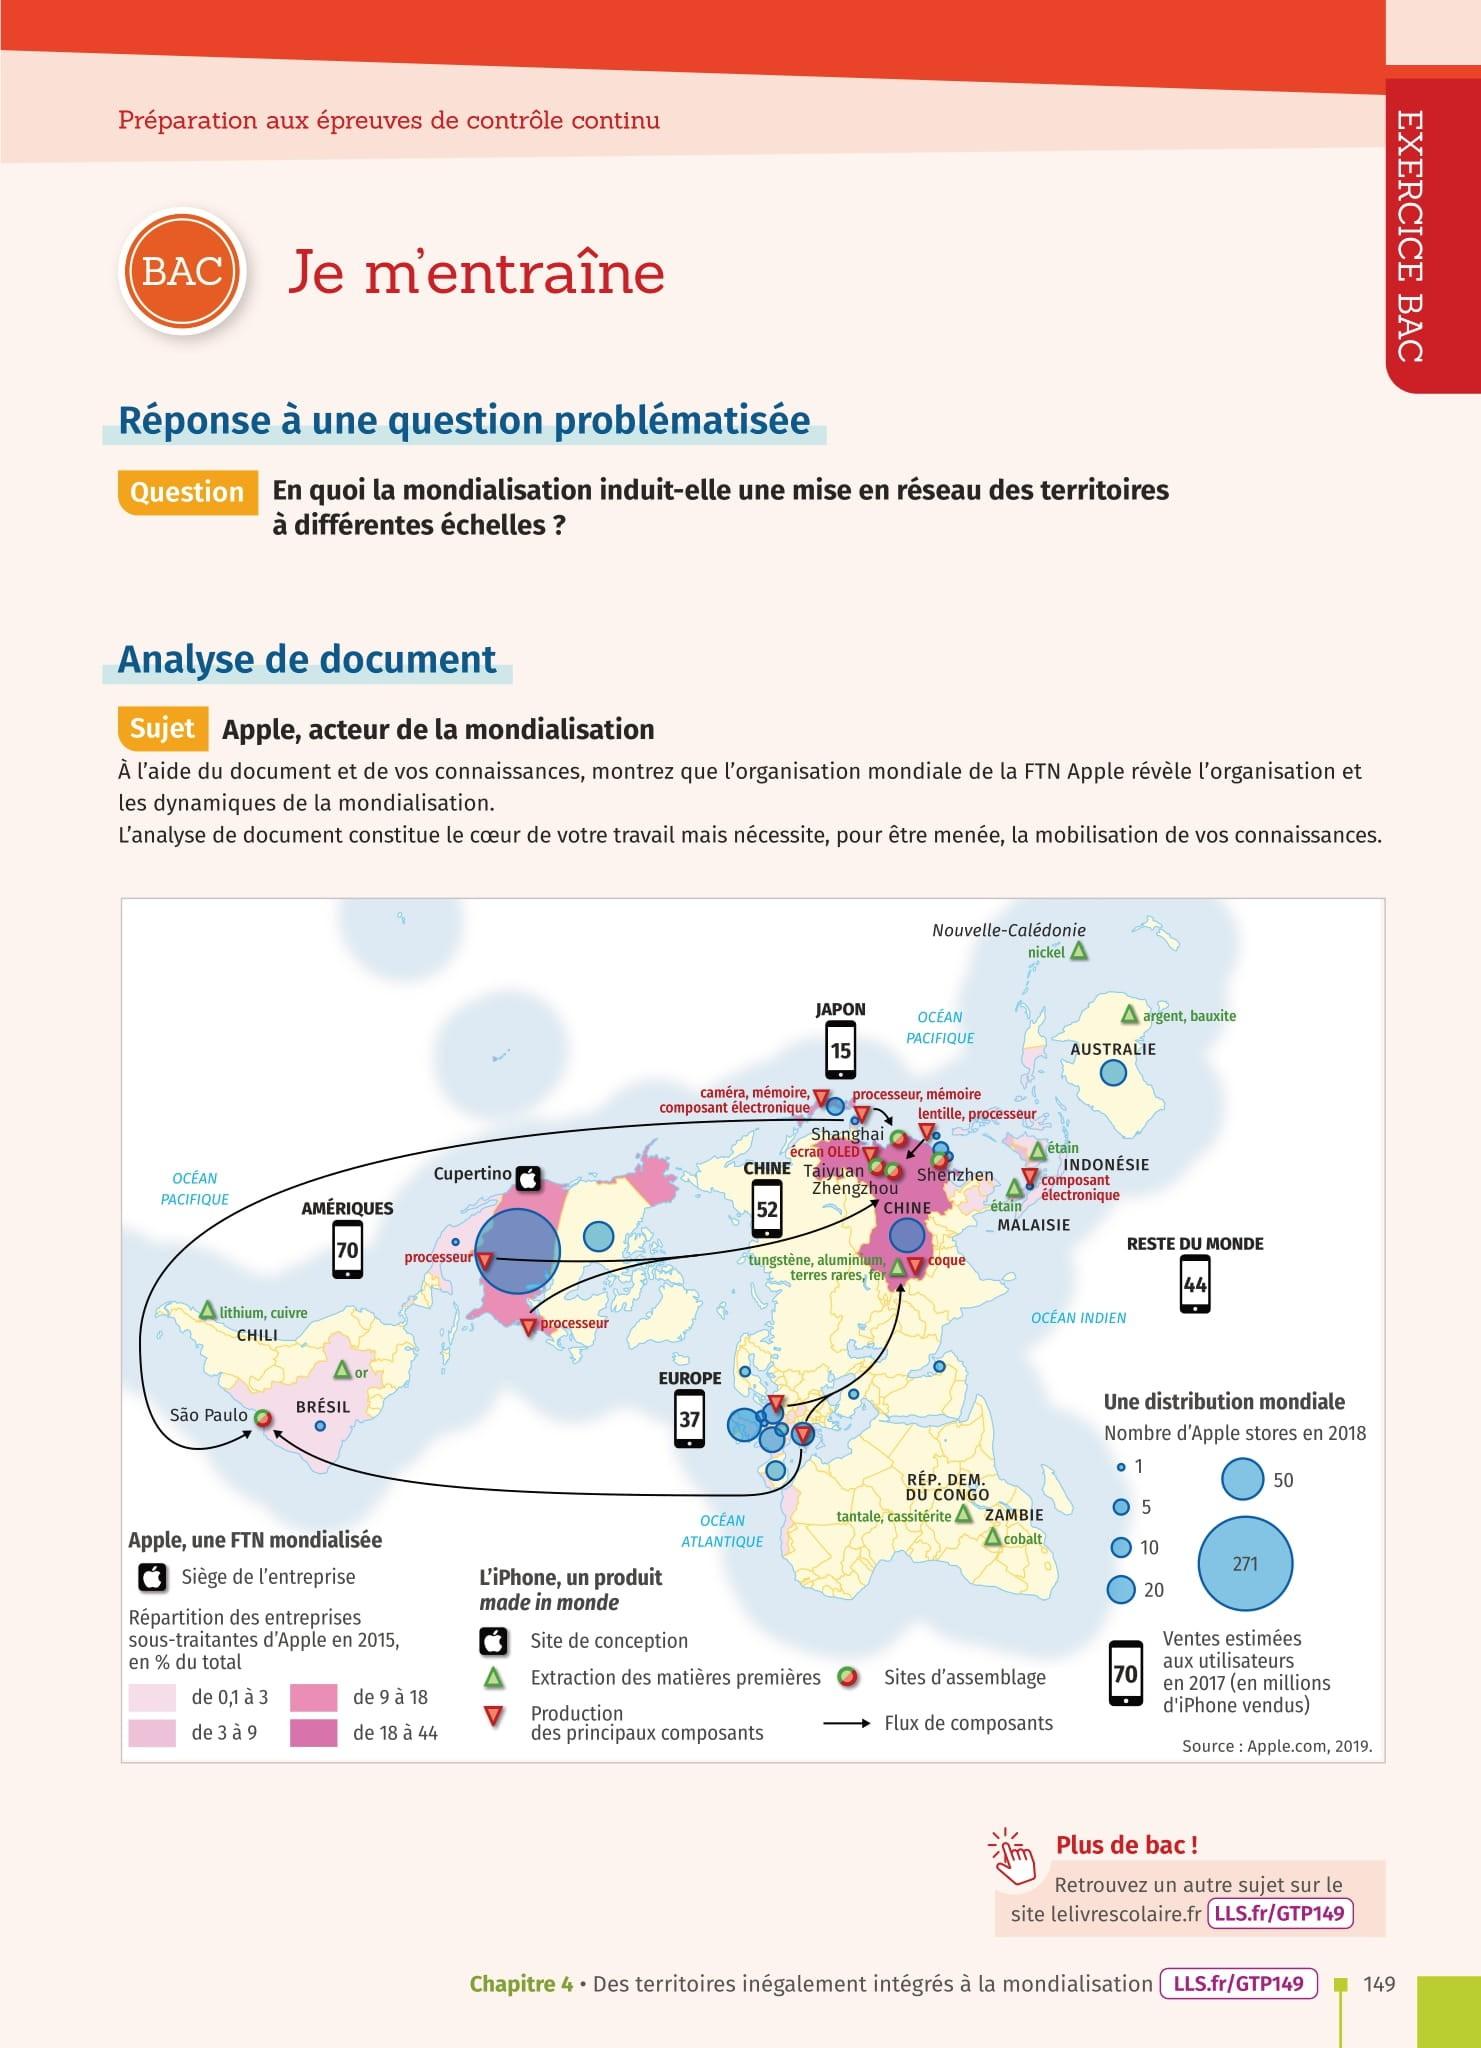 Préparation aux épreuves de contrôle continu
EXERCICE BAC
BAC
Je m’entraîne
Réponse à une question problématisée
Question
En quoi la mondialisation induit-elle une mise en réseau des territoires
à différentes échelles ?
Analyse de document
Sujet
Apple, acteur de la mondialisation
À l’aide du document et de vos connaissances, montrez que l’organisation mondiale de la FTN Apple révèle l’organisation et
les dynamiques de la mondialisation.
L’analyse de document constitue le cœur de votre travail mais nécessite, pour être menée, la mobilisation de vos connaissances.
Nouvelle-Calédonie
nickel
JAPON
15
OCÉAN
PACIFIQUE
argent, bauxite
AUSTRALIE
caméra, mémoire,
composant électronique
processeur, mémoire
lentille, processeur
Shanghai
écran OLED
Taiyuan
Zhengzhou
Shenzhen
étain
INDONÉSIE
composant
électronique
étain
MALAISIE
CHINE
52
CHINE
Cupertino
OCÉAN
PACIFIQUE
AMÉRIQUES
70
processeur
tungstène, aluminium,
terres rares, fer
coque
RESTE DU MONDE
44
lithium, cuivre
CHILI
processeur
OCÉAN INDIEN
or
EUROPE
37
São Paulo
BRÉSIL
RÉP. DEM.
DU CONGO
tantale, cassitérite
ZAMBIE
cobalt
OCÉAN
ATLANTIQUE
Une distribution mondiale
Nombre d’Apple stores en 2018
1
50
5
10
271
20
Ventes estimées
aux utilisateurs
en 2017 (en millions
d'iPhone vendus)
70
Apple, une FTN mondialisée
Siège de l’entreprise
Répartition des entreprises
sous-traitantes d’Apple en 2015,
en % du total
de 0,1 à 3
de 9 à 18
de 3 à 9
de 18 à 44
L’iPhone, un produit
made in monde
Site de conception
Extraction des matières premières
Sites d’assemblage
Production
des principaux composants
Flux de composants
Source : Apple.com, 2019.
Plus de bac !
Retrouvez un autre sujet sur le
site lelivrescolaire.fr LLS.fr/GTP149
Chapitre 4 • Des territoires inégalement intégrés à la mondialisation LLS.fr/GTP149 149